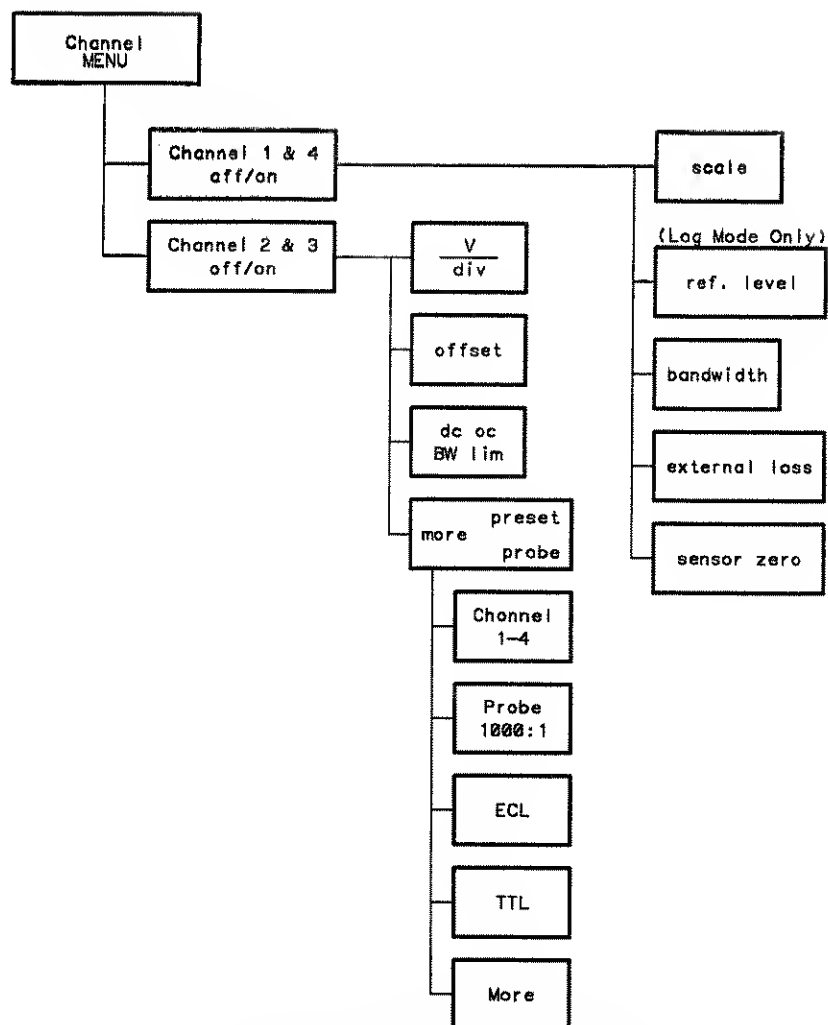 Channel
MENU
Channel 1 & 4
off/on
scale
Channel 2 & 3
off/on
V
div
(Log Mode Only)
ref. level
offset
bandwidth
dc ac
BW lim
external loss
more preset
probe
sensor zero
Channel
1-4
Probe
1000:1
ECL
TTL
More